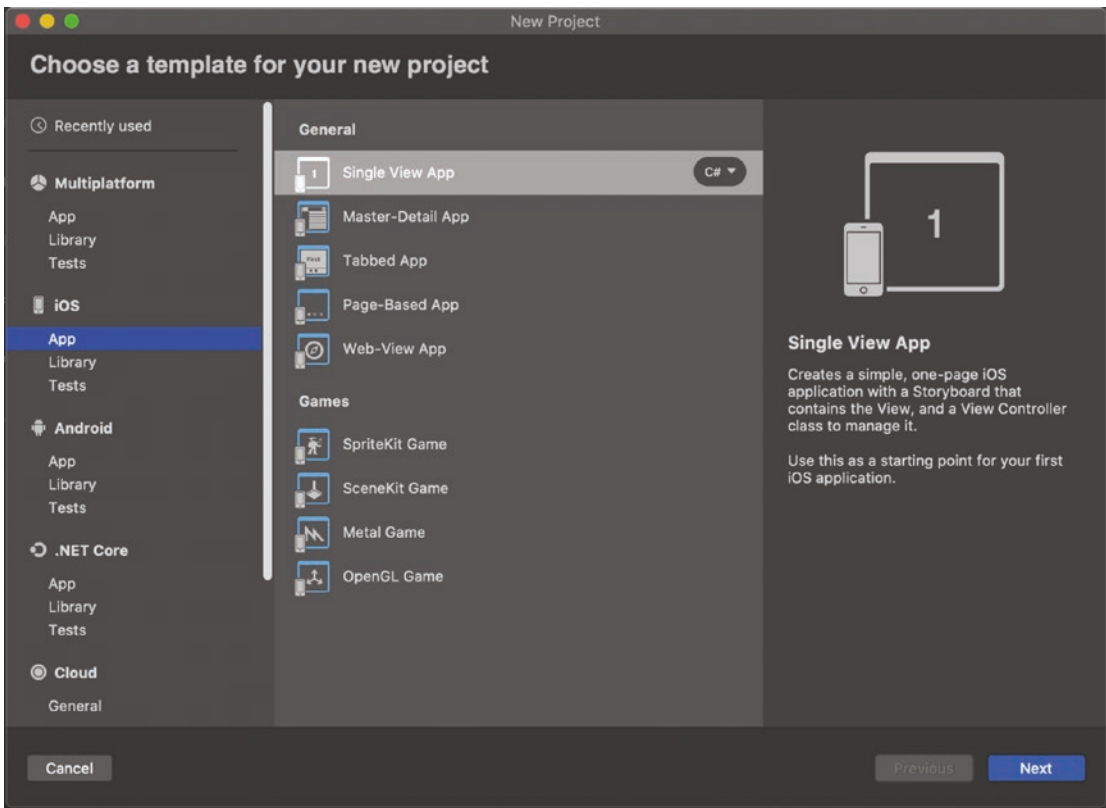 New Project
Choose a template for your new project
Recently used
Multiplatform
App
Library
Tests
iOS
App
Library
Tests
Android
App
Library
Tests
.NET Core
App
Library
Tests
Cloud
General
General
1 Single View App C#
Master-Detail App
Tabbed App
Page-Based App
Web-View App
Games
SpriteKit Game
SceneKit Game
Metal Game
OpenGL Game
1
Single View App
Creates a simple, one-page iOS
application with a Storyboard that
contains the View, and a View Controller
class to manage it.
Use this as a starting point for your first
iOS application.
Cancel
Previous
Next